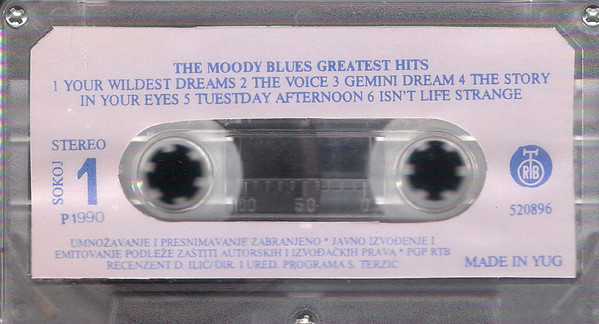 THE MOODY BLUES GREATEST HITS
1 YOUR WILDEST DREAMS 2 THE VOICE 3 GEMINI DREAM 4 THE STORY
IN YOUR EYES 5 TUESTDAY AFTERNOON 6 ISN'T LIFE STRANGE
STEREO
SOKOJ
1
P 1990
RTB
520896
100 50 0
UMNOŽAVANJE I PRESNIMAVANJE ZABRANJENO * JAVNO IZVOĐENJE I
EMITOVANJE PODLEŽE ZAŠTITI AUTORSKIH I IZVOĐAČKIH PRAVA * PGP RTB
RECENZENT D. ILIĆ/DIR. I URED. PROGRAMA S. TERZIĆ
MADE IN YUG